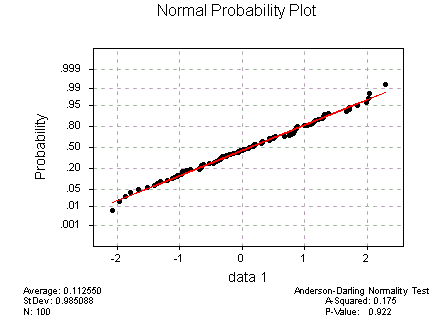 Normal Probability Plot
.999
.99
.95
.80
.50
.20
.05
.01
.001
Probability
-2
-1
0
1
2
data 1
Average: 0.112550
StDev: 0.985088
N: 100
Anderson-Darling Normality Test
A-Squared: 0.175
P-Value: 0.922